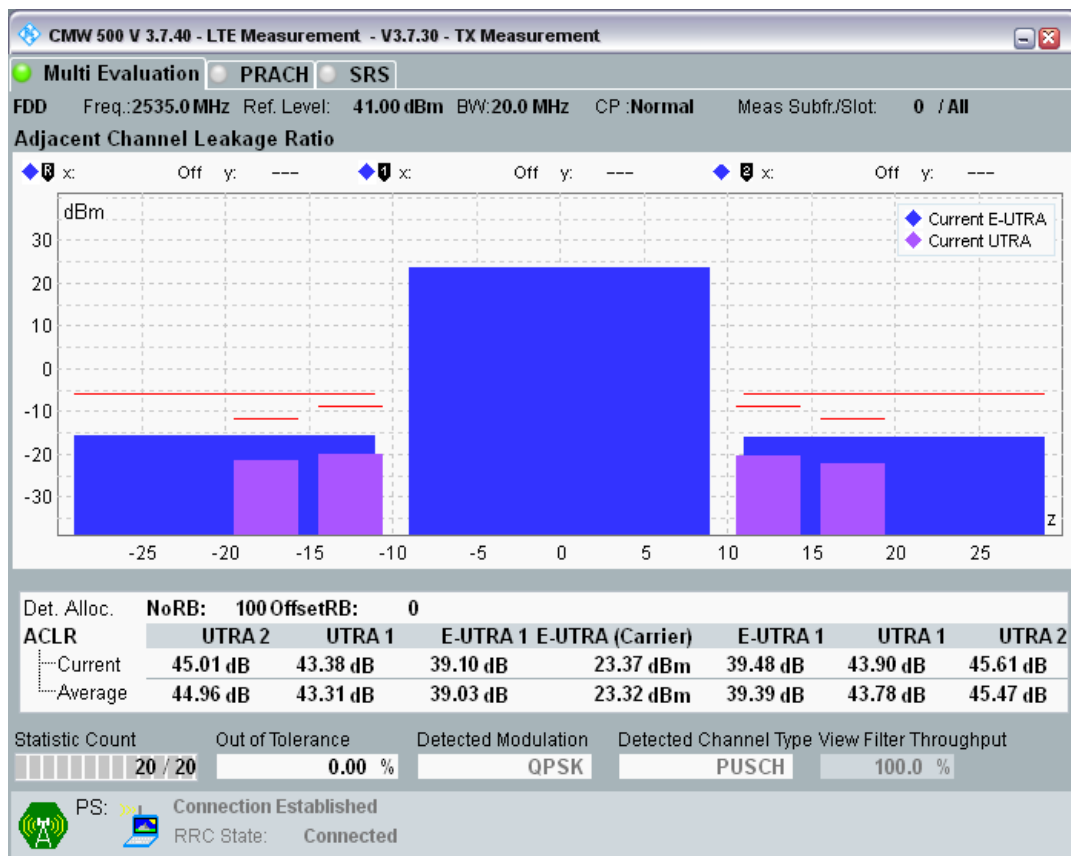 CMW 500 V 3.7.40 - LTE Measurement - V3.7.30 - TX Measurement
Multi Evaluation PRACH SRS
FDD Freq.:2535.0 MHz Ref. Level: 41.00 dBm BW:20.0 MHz CP :Normal Meas Subfr./Slot: 0 / All
Adjacent Channel Leakage Ratio
R x: Off y: --- 1 x: Off y: --- 2 x: Off y: ---
dBm
Current E-UTRA
Current UTRA
30
20
10
0
-10
-20
-30
z
-25 -20 -15 -10 -5 0 5 10 15 20 25
Det. Alloc. NoRB: 100 OffsetRB: 0
ACLR UTRA 2 UTRA 1 E-UTRA 1 E-UTRA (Carrier) E-UTRA 1 UTRA 1 UTRA 2
Current 45.01 dB 43.38 dB 39.10 dB 23.37 dBm 39.48 dB 43.90 dB 45.61 dB
Average 44.96 dB 43.31 dB 39.03 dB 23.32 dBm 39.39 dB 43.78 dB 45.47 dB
Statistic Count Out of Tolerance Detected Modulation Detected Channel Type View Filter Throughput
20 / 20 0.00 % QPSK PUSCH 100.0 %
PS: Connection Established
RRC State: Connected